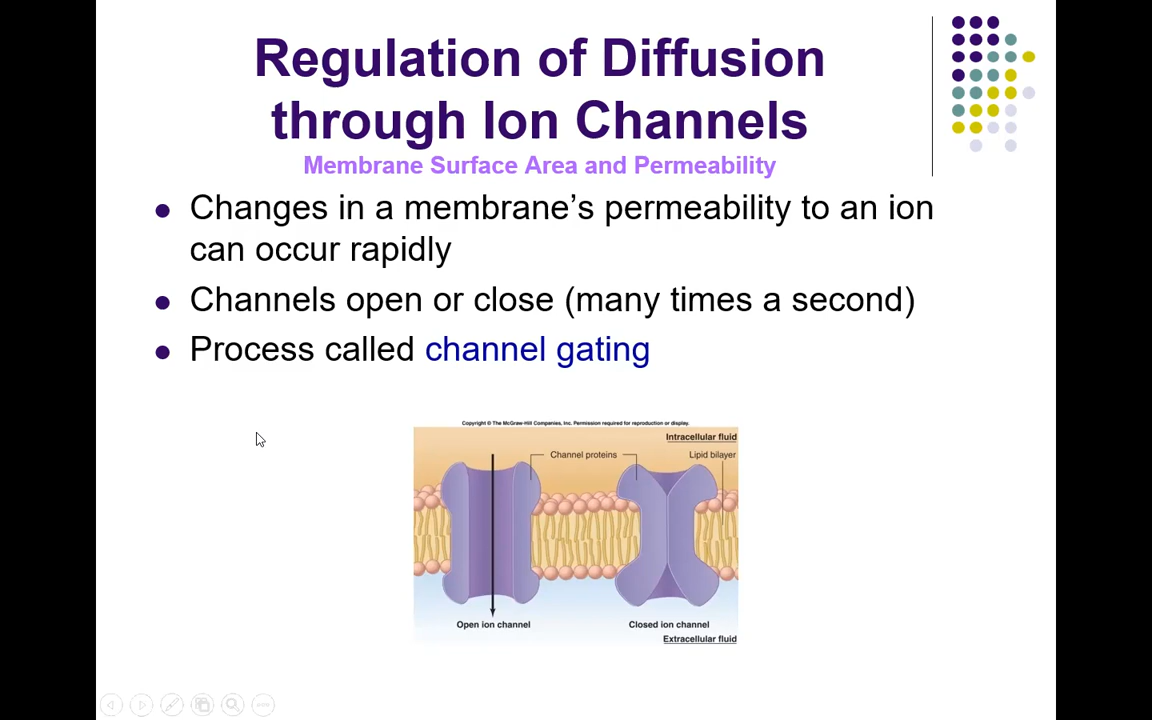 Regulation of Diffusion
through Ion Channels
Membrane Surface Area and Permeability
Changes in a membrane’s permeability to an ion
can occur rapidly
Channels open or close (many times a second)
Process called channel gating
Copyright © The McGraw-Hill Companies, Inc. Permission required for reproduction or display.
Intracellular fluid
Channel proteins
Lipid bilayer
Open ion channel
Closed ion channel
Extracellular fluid